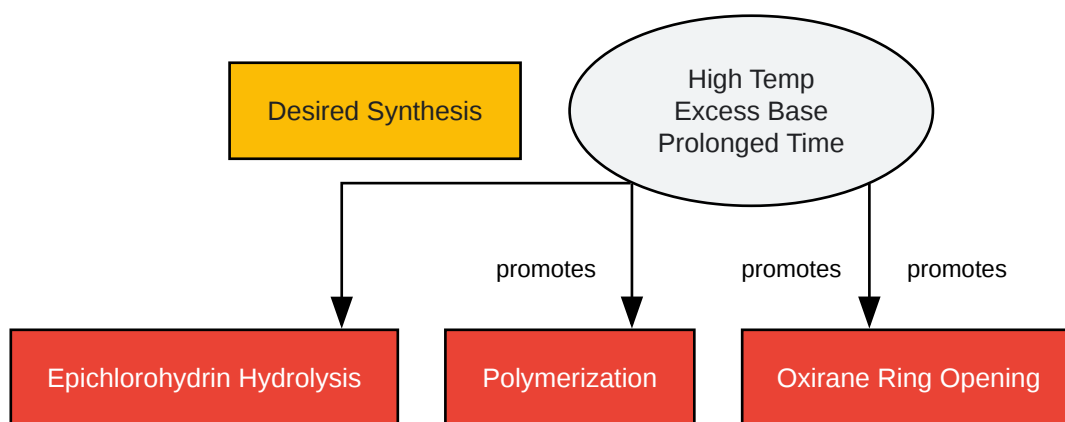 Desired Synthesis
High Temp
Excess Base
Prolonged Time
promotes
promotes
promotes
Epichlorohydrin Hydrolysis
Polymerization
Oxirane Ring Opening